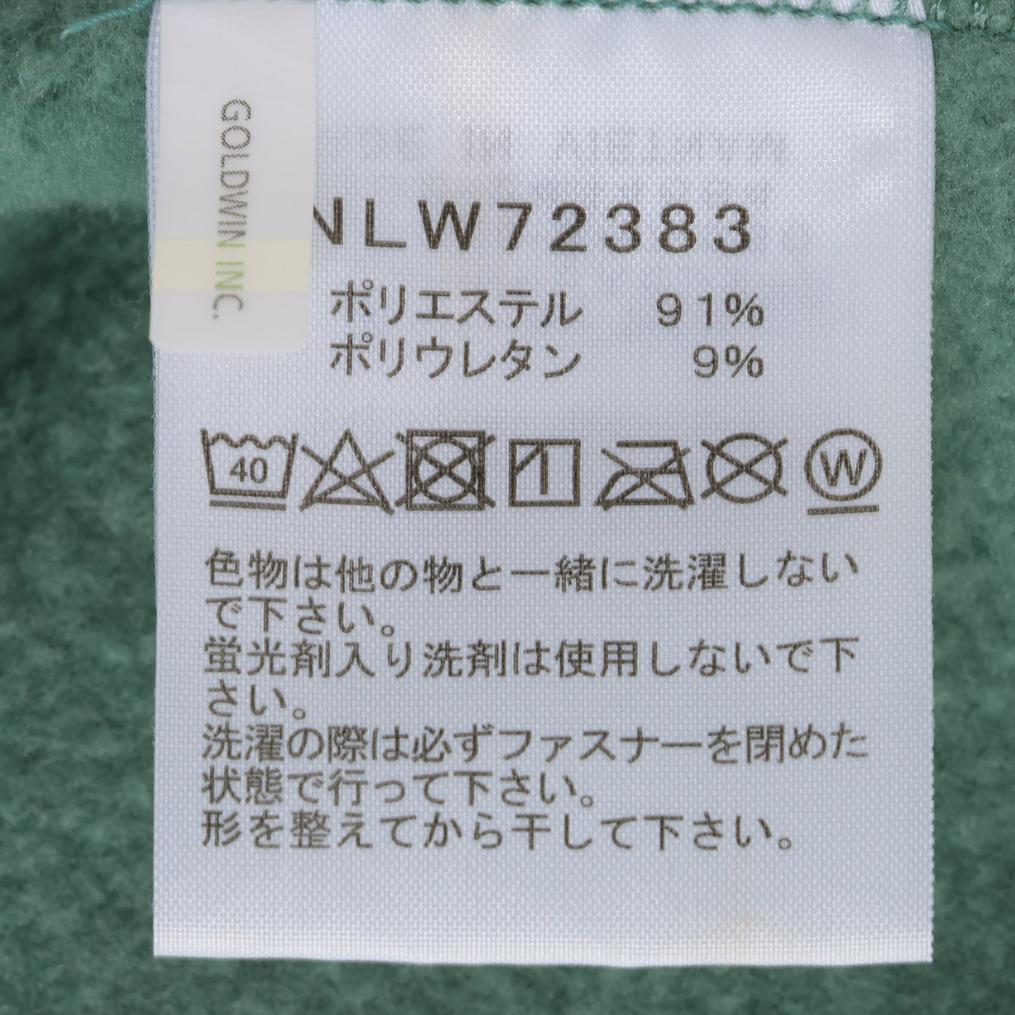 GOLDWIN INC.
NLW72383
ポリエステル 91%
ポリウレタン 9%
40
W
色物は他の物と一緒に洗濯しない
で下さい。
蛍光剤入り洗剤は使用しないで下
さい。
洗濯の際は必ずファスナーを閉めた
状態で行って下さい。
形を整えてから干して下さい。